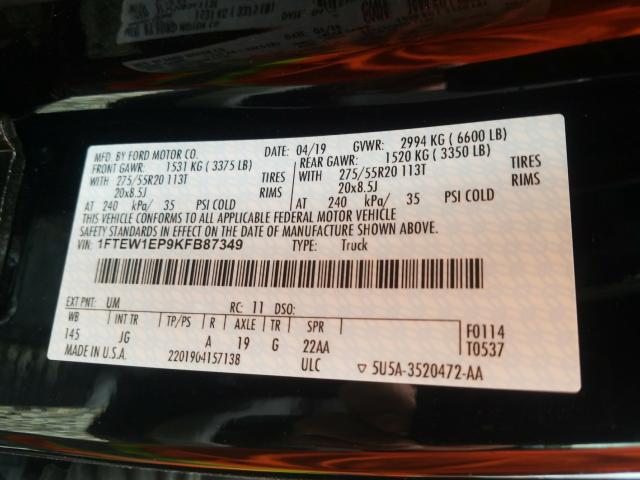 MFD. BY FORD MOTOR CO.
DATE: 04/19 GVWR: 2994 KG ( 6600 LB)
FRONT GAWR: 1531 KG ( 3375 LB)
REAR GAWR: 1520 KG ( 3350 LB)
WITH 275/55R20 113T TIRES
WITH 275/55R20 113T TIRES
20x8.5J RIMS
20x8.5J RIMS
AT 240 kPa/ 35 PSI COLD
AT 240 kPa/ 35 PSI COLD
THIS VEHICLE CONFORMS TO ALL APPLICABLE FEDERAL MOTOR VEHICLE
SAFETY STANDARDS IN EFFECT ON THE DATE OF MANUFACTURE SHOWN ABOVE.
VIN: 1FTEW1EP9KFB87349 TYPE: Truck
EXT PNT: UM RC: 11 DSO:
WB INT TR TP/PS R AXLE TR SPR
145 JG A 19 G 22AA
F0114
T0537
MADE IN U.S.A. 2201904157138 ULC ▽ 5U5A-3520472-AA